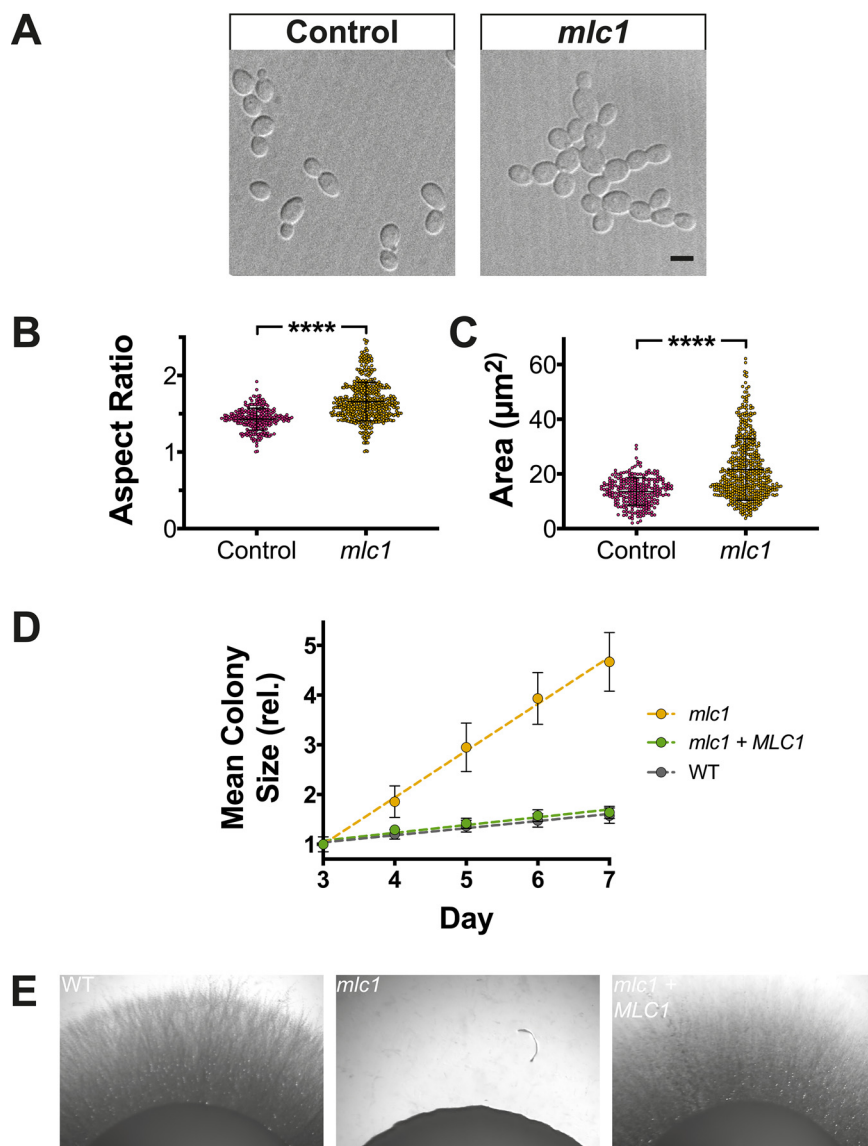 A
Control
mlc1
B
Aspect Ratio
2
1
0
****
Control
mlc1
C
Area (µm²)
60
40
20
0
****
Control
mlc1
D
Mean Colony
Size (rel.)
5
4
3
2
1
3 4 5 6 7
Day
mlc1
mlc1 + MLC1
WT
E
WT
mlc1
mlc1 +
MLC1